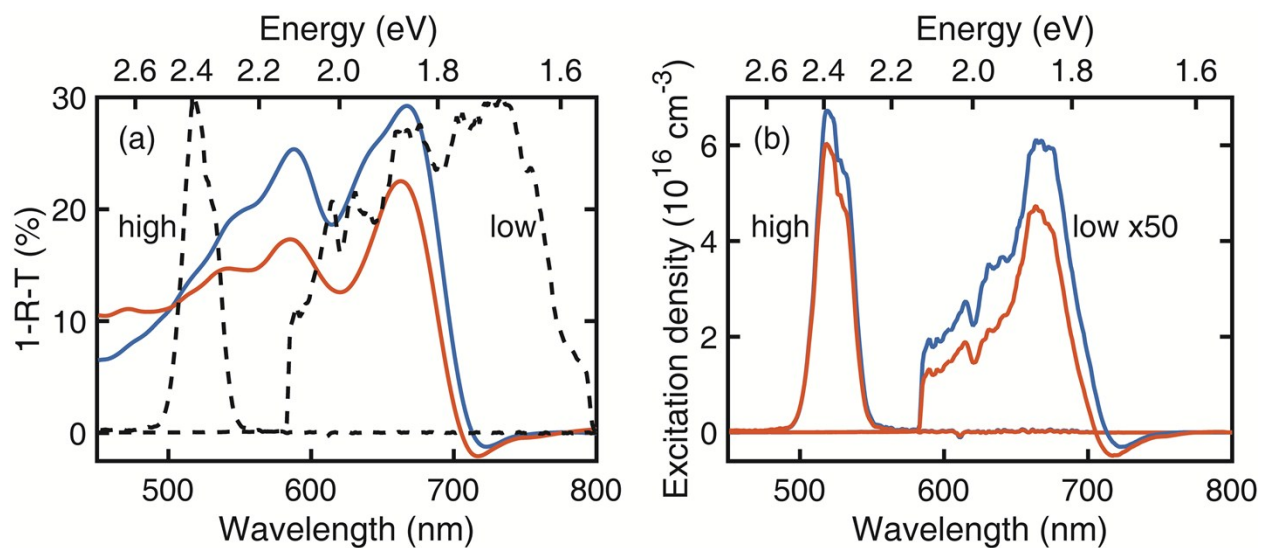 Energy (eV)
2.6 2.4 2.2 2.0 1.8 1.6
30
20
10
0
1-R-T (%)
(a)
high
low
500 600 700 800
Wavelength (nm)
Energy (eV)
2.6 2.4 2.2 2.0 1.8 1.6
6
4
2
0
Excitation density (10^16 cm^-3)
(b)
high
low x50
500 600 700 800
Wavelength (nm)